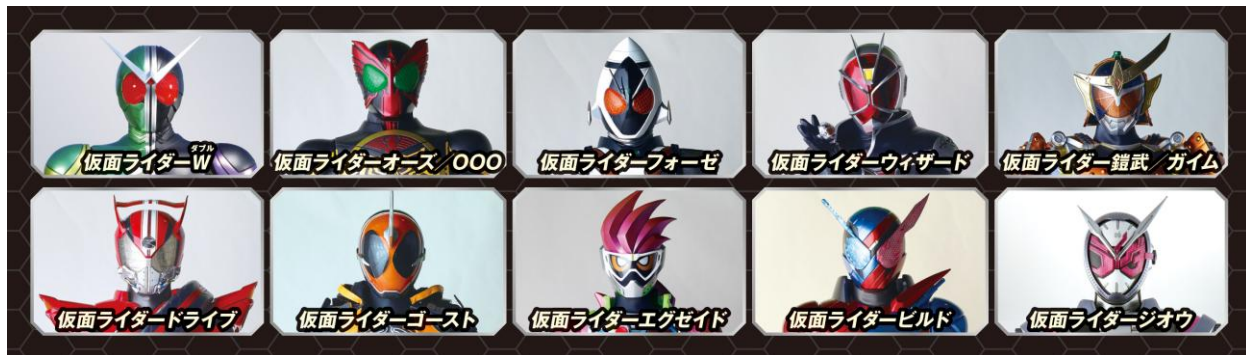 ダブル
仮面ライダーW
仮面ライダーオーズ/OOO
仮面ライダーフォーゼ
仮面ライダーウィザード
仮面ライダー鎧武/ガイム
仮面ライダードライブ
仮面ライダーゴースト
仮面ライダーエグゼイド
仮面ライダービルド
仮面ライダージオウ